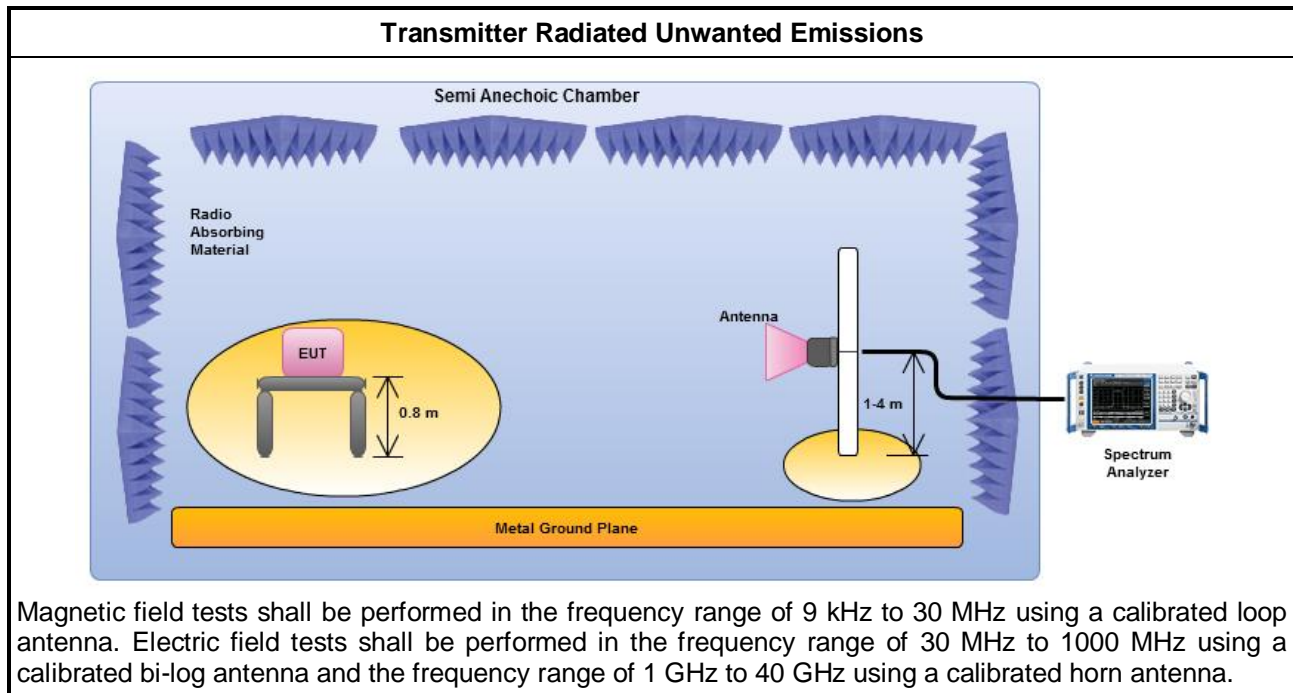 Transmitter Radiated Unwanted Emissions
Semi Anechoic Chamber
Radio
Absorbing
Material
Antenna
EUT
0.8 m
1-4 m
Spectrum
Analyzer
Metal Ground Plane
Magnetic field tests shall be performed in the frequency range of 9 kHz to 30 MHz using a calibrated loop
antenna. Electric field tests shall be performed in the frequency range of 30 MHz to 1000 MHz using a
calibrated bi-log antenna and the frequency range of 1 GHz to 40 GHz using a calibrated horn antenna.